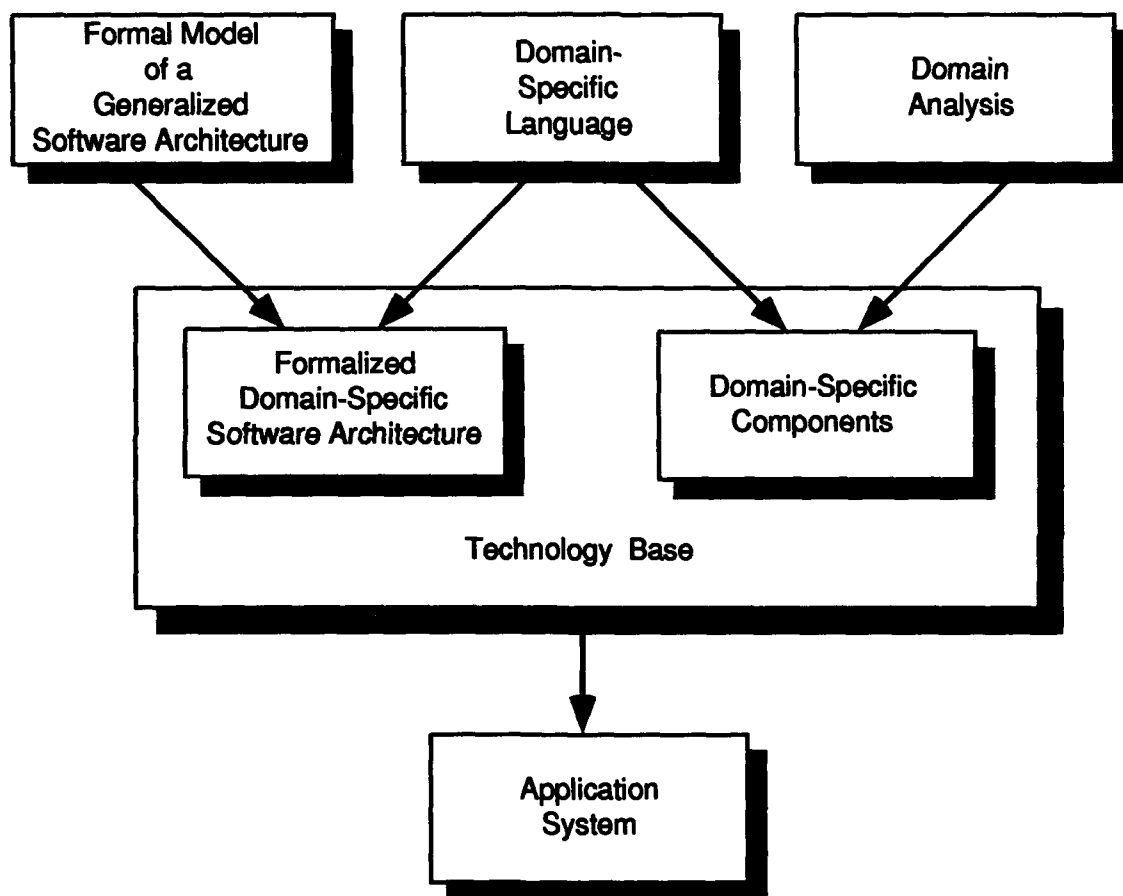 Formal Model
of a
Generalized
Software Architecture
Domain-
Specific
Language
Domain
Analysis
Formalized
Domain-Specific
Software Architecture
Domain-Specific
Components
Technology Base
Application
System